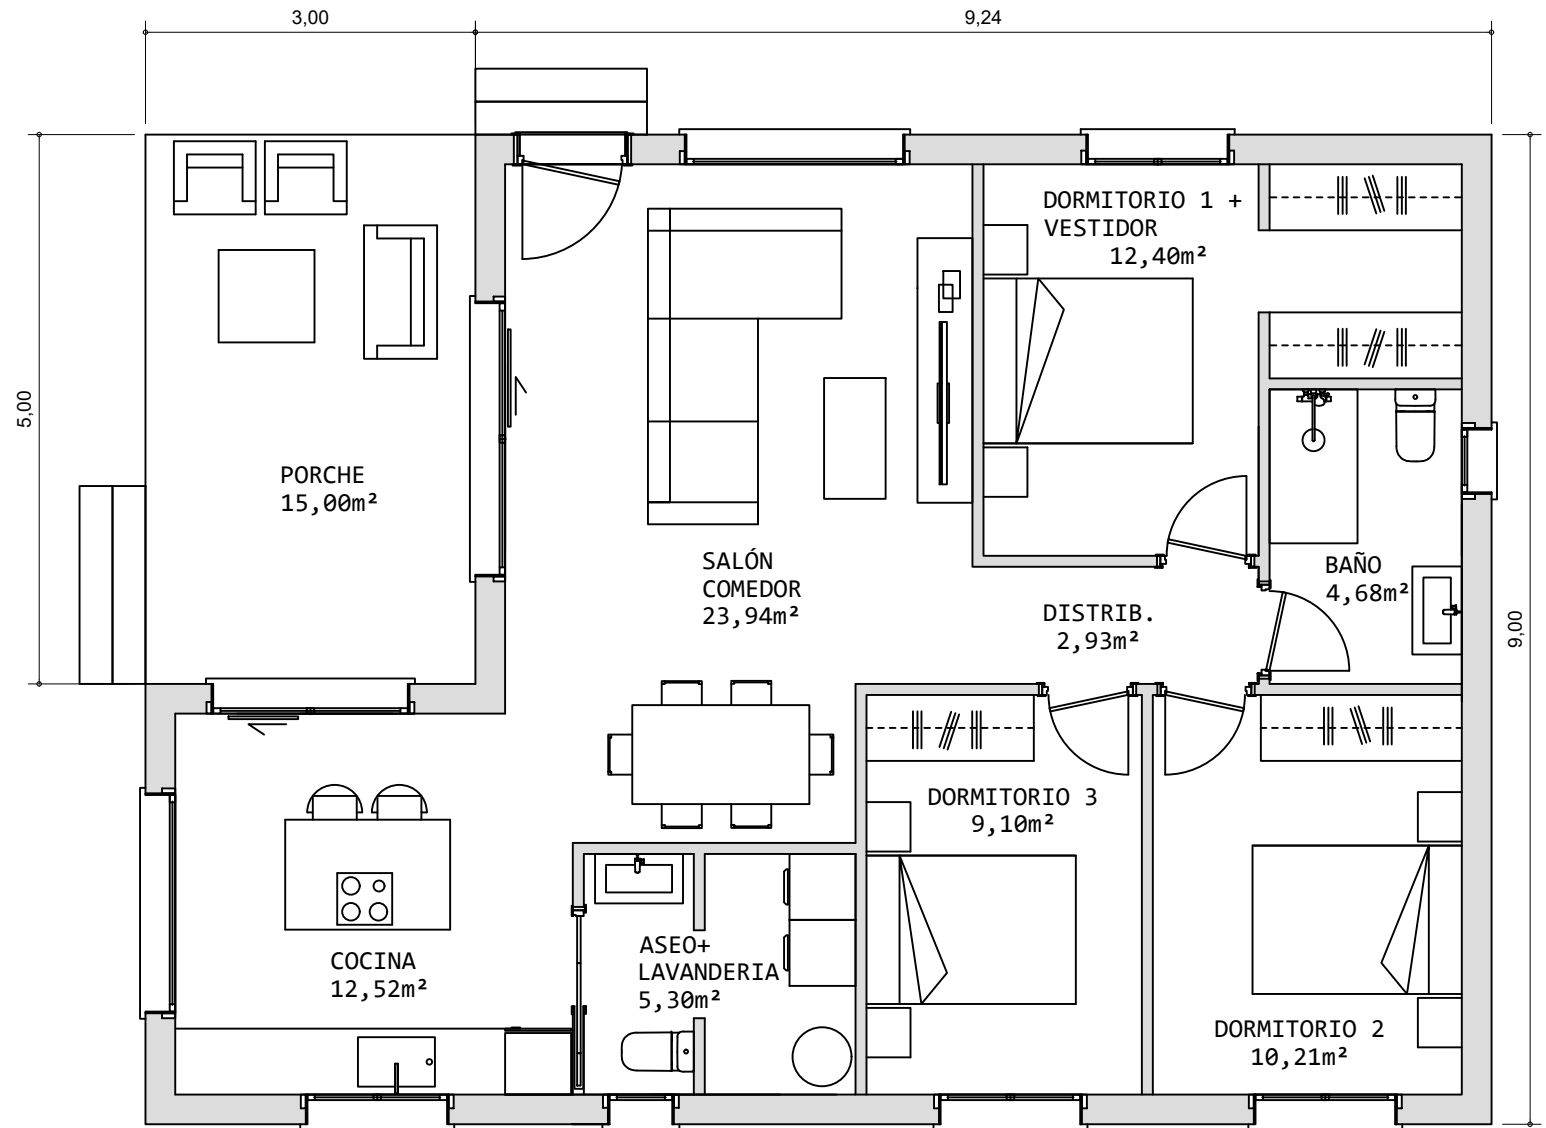 3,00
9,24
DORMITORIO 1 +
VESTIDOR
12,40m²
5,00
PORCHE
15,00m²
SALÓN
COMEDOR
23,94m²
BAÑO
4,68m²
DISTRIB.
2,93m²
9,00
DORMITORIO 3
9,10m²
ASEO+
LAVANDERIA
5,30m²
COCINA
12,52m²
DORMITORIO 2
10,21m²